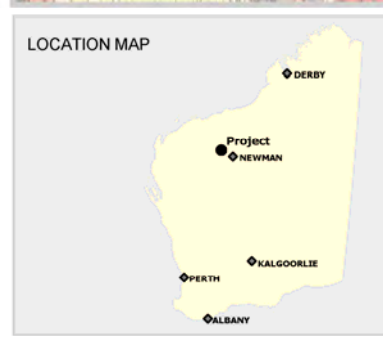 LOCATION MAP
DERBY
Project
NEWMAN
KALGOORLIE
PERTH
ALBANY